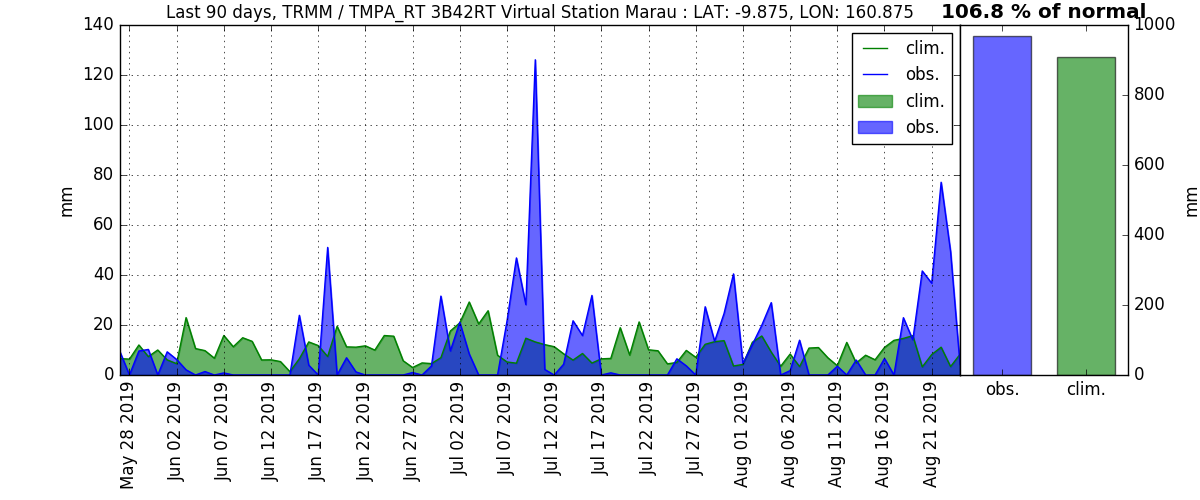 Last 90 days, TRMM / TMPA_RT 3B42RT Virtual Station Marau : LAT: -9.875, LON: 160.875
106.8 % of normal
140
120
100
80
60
40
20
0
mm
clim.
obs.
clim.
obs.
1000
800
600
400
200
0
mm
obs.
clim.
May 28 2019
Jun 02 2019
Jun 07 2019
Jun 12 2019
Jun 17 2019
Jun 22 2019
Jun 27 2019
Jul 02 2019
Jul 07 2019
Jul 12 2019
Jul 17 2019
Jul 22 2019
Jul 27 2019
Aug 01 2019
Aug 06 2019
Aug 11 2019
Aug 16 2019
Aug 21 2019